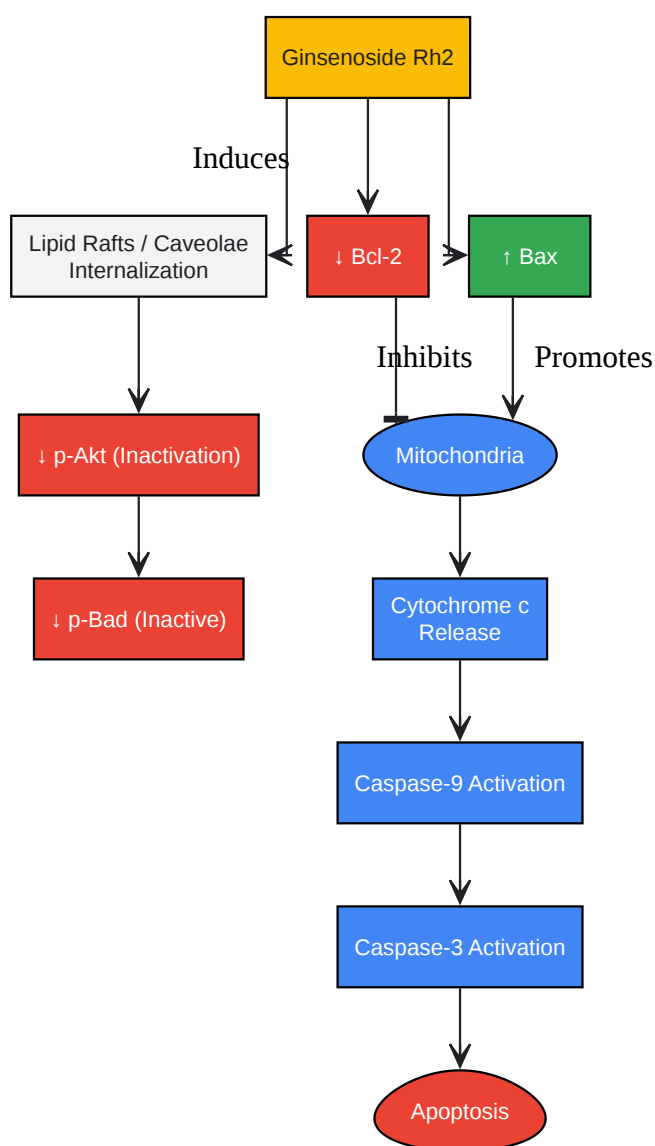 Ginsenoside Rh2
Induces
Lipid Rafts / Caveolae
Internalization
↓ Bcl-2
↑ Bax
Inhibits
Promotes
↓ p-Akt (Inactivation)
Mitochondria
↓ p-Bad (Inactive)
Cytochrome c
Release
Caspase-9 Activation
Caspase-3 Activation
Apoptosis